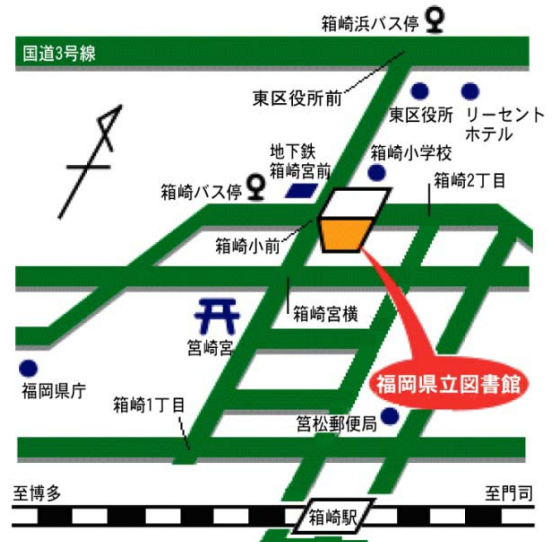 箱崎浜バス停
国道3号線
東区役所前
東区役所
リーセント
ホテル
地下鉄
箱崎宮前
箱崎小学校
箱崎バス停
箱崎2丁目
箱崎小前
箱崎宮横
筥崎宮
福岡県立図書館
福岡県庁
箱崎1丁目
筥松郵便局
至博多
至門司
箱崎駅